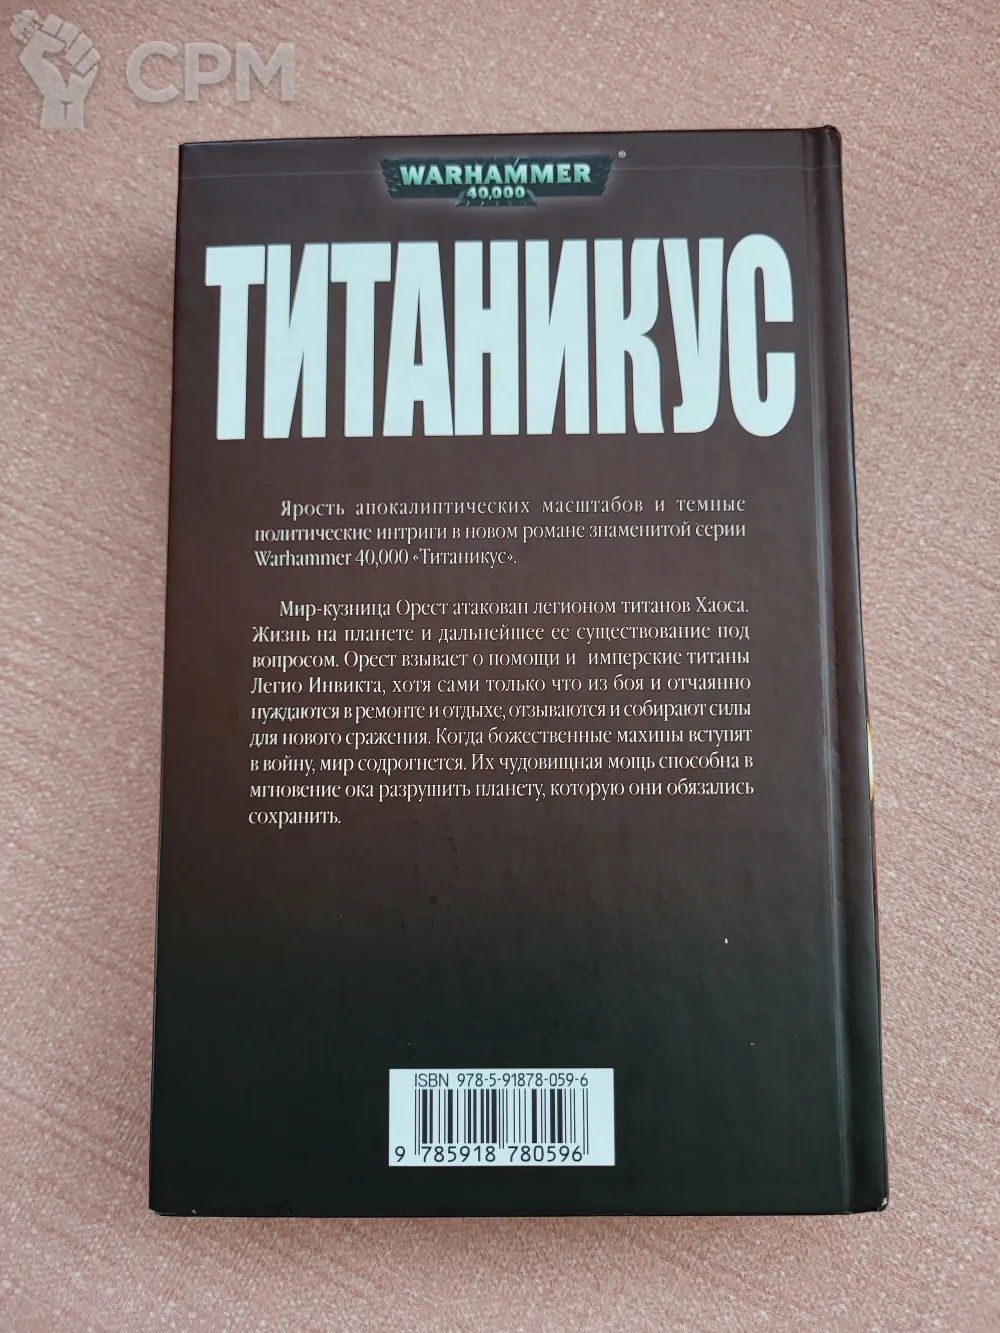 СРМ
WARHAMMER®
40,000
ТИТАНИКУС
Ярость апокалиптических масштабов и темные
политические интриги в новом романе знаменитой серии
Warhammer 40,000 «Титаникус».
Мир-кузница Орест атакован легионом титанов Хаоса.
Жизнь на планете и дальнейшее ее существование под
вопросом. Орест взывает о помощи и имперские титаны
Легио Инвикта, хотя сами только что из боя и отчаянно
нуждаются в ремонте и отдыхе, отзываются и собирают силы
для нового сражения. Когда божественные махины вступят
в войну, мир содрогнется. Их чудовищная мощь способна в
мгновение ока разрушить планету, которую они обязались
сохранить.
ISBN 978-5-91878-059-6
9 785918 780596